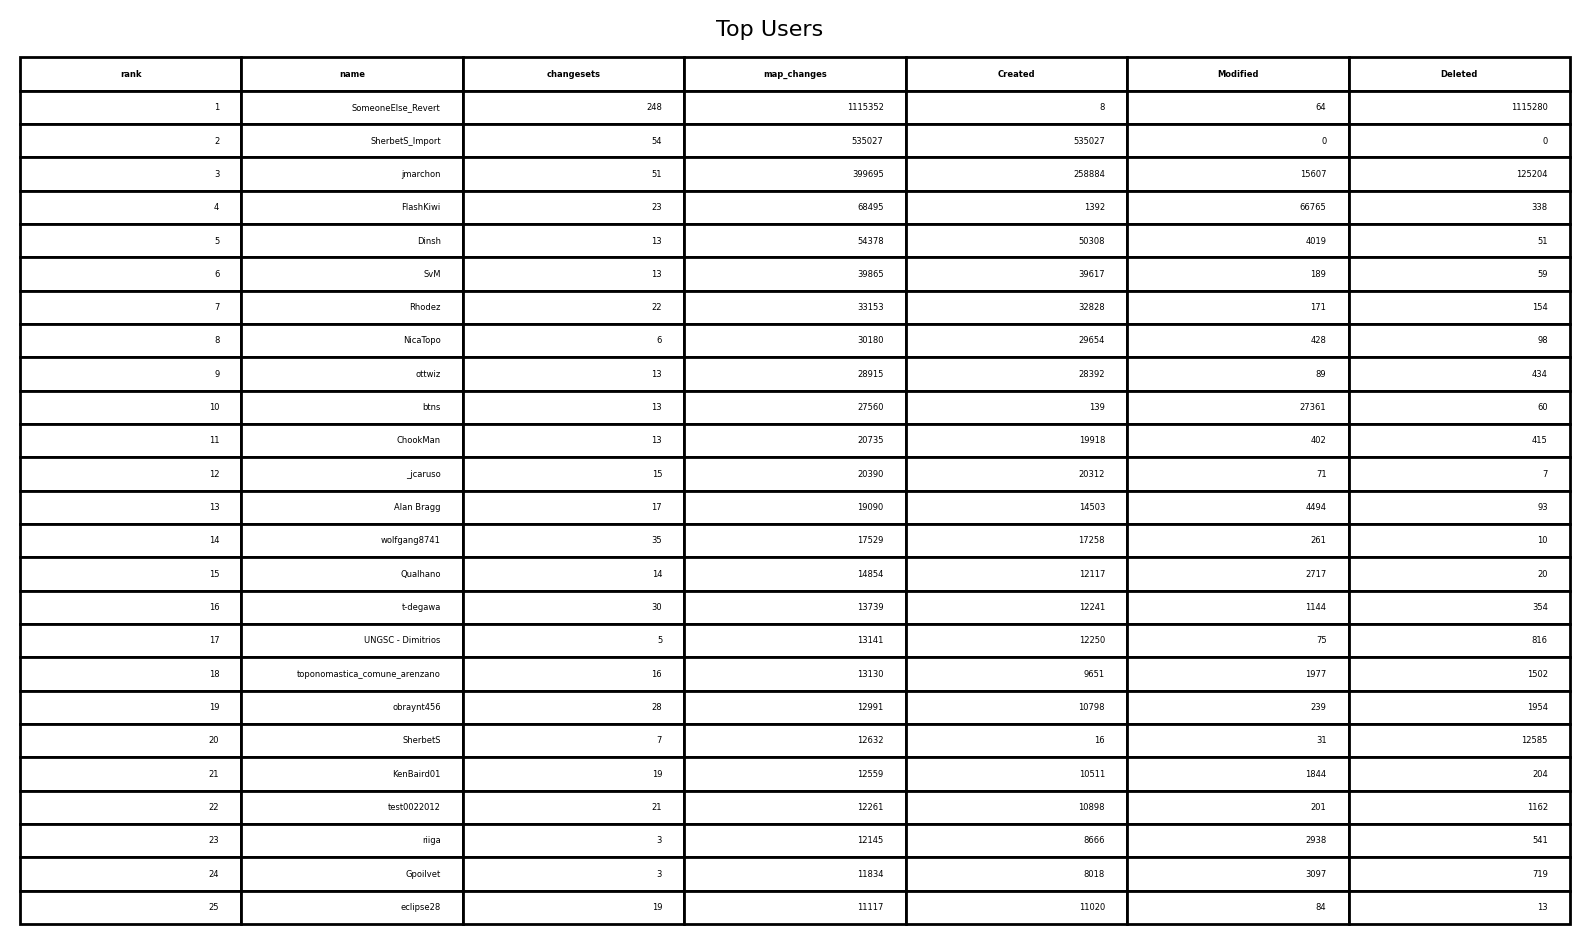 Top Users
rank name changesets map_changes Created Modified Deleted
1 SomeoneElse_Revert 248 1115352 8 64 1115280
2 SherbetS_Import 54 535027 535027 0 0
3 jmarchon 51 399695 258884 15607 125204
4 FlashKiwi 23 68495 1392 66765 338
5 Dinsh 13 54378 50308 4019 51
6 SvM 13 39865 39617 189 59
7 Rhodez 22 33153 32828 171 154
8 NicaTopo 6 30180 29654 428 98
9 ottwiz 13 28915 28392 89 434
10 btns 13 27560 139 27361 60
11 ChookMan 13 20735 19918 402 415
12 _jcaruso 15 20390 20312 71 7
13 Alan Bragg 17 19090 14503 4494 93
14 wolfgang8741 35 17529 17258 261 10
15 Qualhano 14 14854 12117 2717 20
16 t-degawa 30 13739 12241 1144 354
17 UNGSC - Dimitrios 5 13141 12250 75 816
18 toponomastica_comune_arenzano 16 13130 9651 1977 1502
19 obraynt456 28 12991 10798 239 1954
20 SherbetS 7 12632 16 31 12585
21 KenBaird01 19 12559 10511 1844 204
22 test0022012 21 12261 10898 201 1162
23 riiga 3 12145 8666 2938 541
24 Gpoilvet 3 11834 8018 3097 719
25 eclipse28 19 11117 11020 84 13